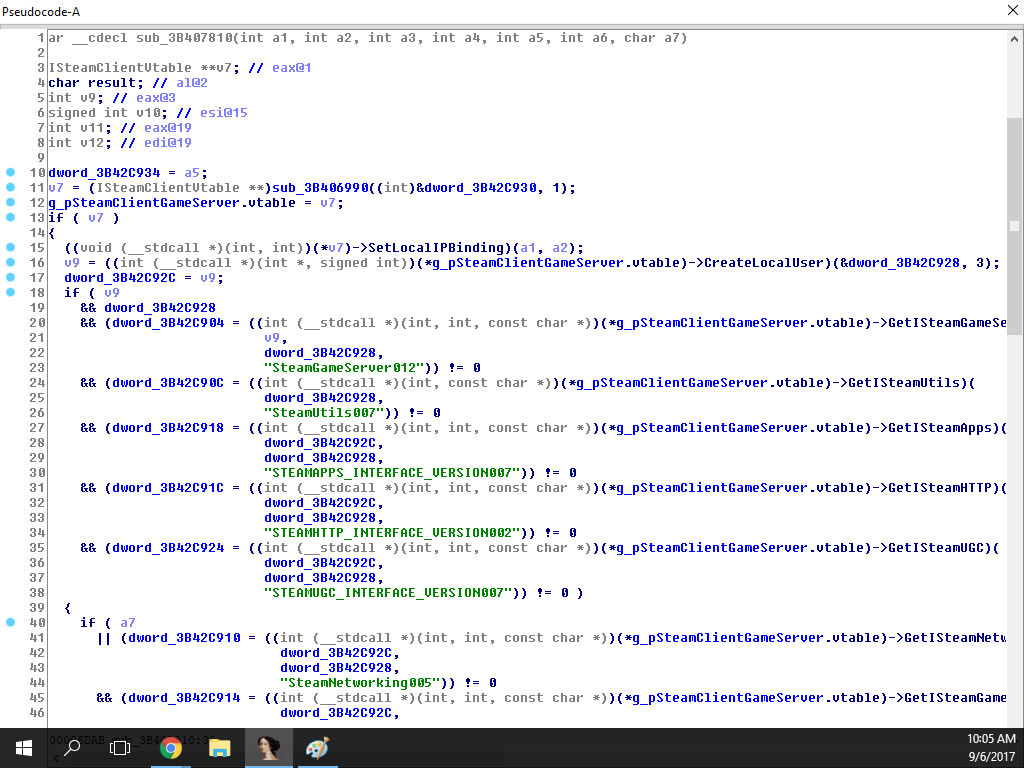 Pseudocode-A
1 ar __cdecl sub_3B407810(int a1, int a2, int a3, int a4, int a5, int a6, char a7)
2
3 ISteamClientVtable **v7; // eax@1
4 char result; // al@2
5 int v9; // eax@3
6 signed int v10; // esi@15
7 int v11; // eax@19
8 int v12; // edi@19
9
10 dword_3B42C934 = a5;
11 v7 = (ISteamClientVtable **)sub_3B406990((int)&dword_3B42C930, 1);
12 g_pSteamClientGameServer.vtable = v7;
13 if ( v7 )
14 {
15 ((void (__stdcall *)(int, int))(*v7)->SetLocalIPBinding)(a1, a2);
16 v9 = ((int (__stdcall *)(int *, signed int))(*g_pSteamClientGameServer.vtable)->CreateLocalUser)(&dword_3B42C928, 3);
17 dword_3B42C92C = v9;
18 if ( v9
19 && dword_3B42C928
20 && (dword_3B42C904 = ((int (__stdcall *)(int, int, const char *))(*g_pSteamClientGameServer.vtable)->GetISteamGameSe
21 v9,
22 dword_3B42C928,
23 "SteamGameServer012")) != 0
24 && (dword_3B42C90C = ((int (__stdcall *)(int, const char *))(*g_pSteamClientGameServer.vtable)->GetISteamUtils)(
25 dword_3B42C928,
26 "SteamUtils007")) != 0
27 && (dword_3B42C918 = ((int (__stdcall *)(int, int, const char *))(*g_pSteamClientGameServer.vtable)->GetISteamApps)(
28 dword_3B42C92C,
29 dword_3B42C928,
30 "STEAMAPPS_INTERFACE_VERSION007")) != 0
31 && (dword_3B42C91C = ((int (__stdcall *)(int, int, const char *))(*g_pSteamClientGameServer.vtable)->GetISteamHTTP)(
32 dword_3B42C92C,
33 dword_3B42C928,
34 "STEAMHTTP_INTERFACE_VERSION002")) != 0
35 && (dword_3B42C924 = ((int (__stdcall *)(int, int, const char *))(*g_pSteamClientGameServer.vtable)->GetISteamUGC)(
36 dword_3B42C92C,
37 dword_3B42C928,
38 "STEAMUGC_INTERFACE_VERSION007")) != 0 )
39 {
40 if ( a7
41 || (dword_3B42C910 = ((int (__stdcall *)(int, int, const char *))(*g_pSteamClientGameServer.vtable)->GetISteamNetw
42 dword_3B42C92C,
43 dword_3B42C928,
44 "SteamNetworking005")) != 0
45 && (dword_3B42C914 = ((int (__stdcall *)(int, int, const char *))(*g_pSteamClientGameServer.vtable)->GetISteamGame
46 dword_3B42C92C,
10:05 AM
9/6/2017